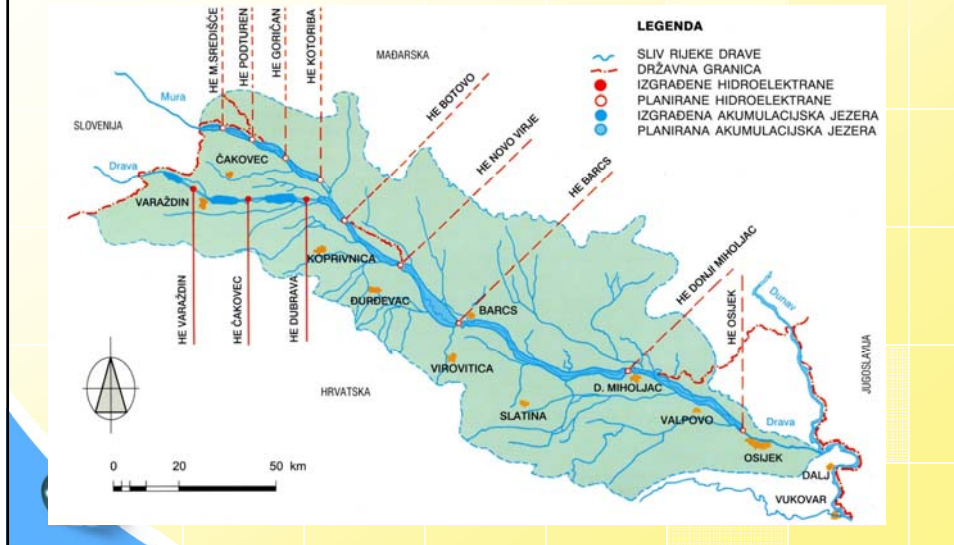 LEGENDA
SLIV RIJEKE DRAVE
DRŽAVNA GRANICA
IZGRAĐENE HIDROELEKTRANE
PLANIRANE HIDROELEKTRANE
IZGRAĐENA AKUMULACIJSKA JEZERA
PLANIRANA AKUMULACIJSKA JEZERA
HE M.SREDIŠĆE
HE PODTUREN
HE GORIČAN
HE KOTORIBA
MAĐARSKA
HE BOTOVO
HE NOVO VIRJE
HE BARCS
HE DONJI MIHOLJAC
HE OSIJEK
Mura
SLOVENIJA
Drava
ČAKOVEC
VARAŽDIN
KOPRIVNICA
ĐURĐEVAC
BARCS
VIROVITICA
HE VARAŽDIN
HE ČAKOVEC
HE DUBRAVA
HRVATSKA
SLATINA
D. MIHOLJAC
VALPOVO
Drava
OSIJEK
Dunav
JUGOSLAVIJA
DALJ
VUKOVAR
0 20 50 km